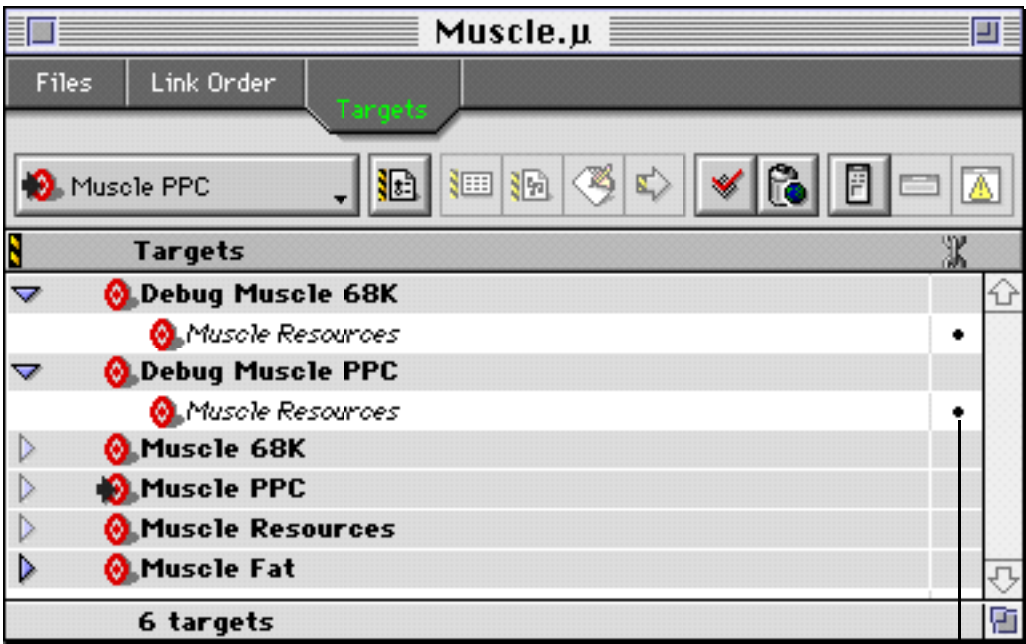 Muscle.µ
Files Link Order Targets
Muscle PPC
Targets
Debug Muscle 68K
Muscle Resources
Debug Muscle PPC
Muscle Resources
Muscle 68K
Muscle PPC
Muscle Resources
Muscle Fat
6 targets